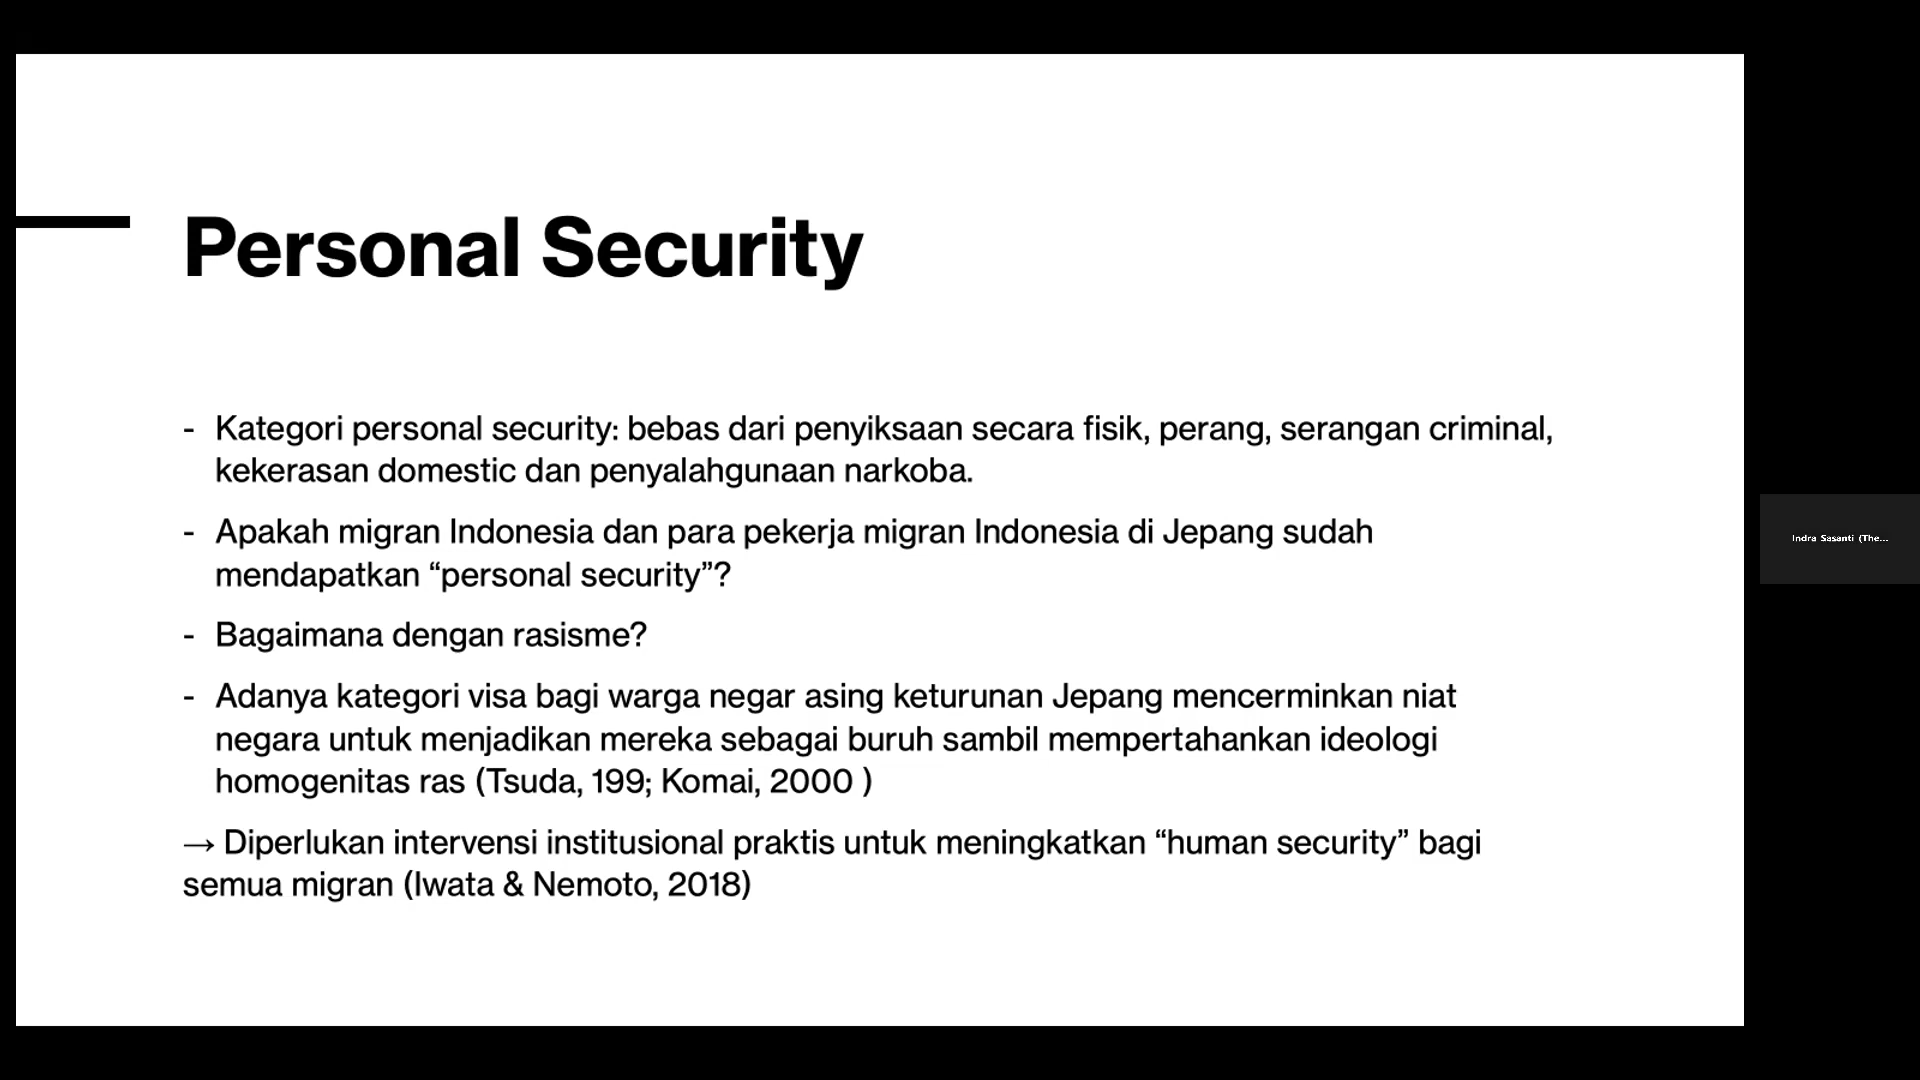 Personal Security
- Kategori personal security: bebas dari penyiksaan secara fisik, perang, serangan criminal,
kekerasan domestic dan penyalahgunaan narkoba.
- Apakah migran Indonesia dan para pekerja migran Indonesia di Jepang sudah
mendapatkan “personal security”?
- Bagaimana dengan rasisme?
- Adanya kategori visa bagi warga negar asing keturunan Jepang mencerminkan niat
negara untuk menjadikan mereka sebagai buruh sambil mempertahankan ideologi
homogenitas ras (Tsuda, 199; Komai, 2000 )
→ Diperlukan intervensi institusional praktis untuk meningkatkan “human security” bagi
semua migran (Iwata & Nemoto, 2018)
Indra Sasanti (The...